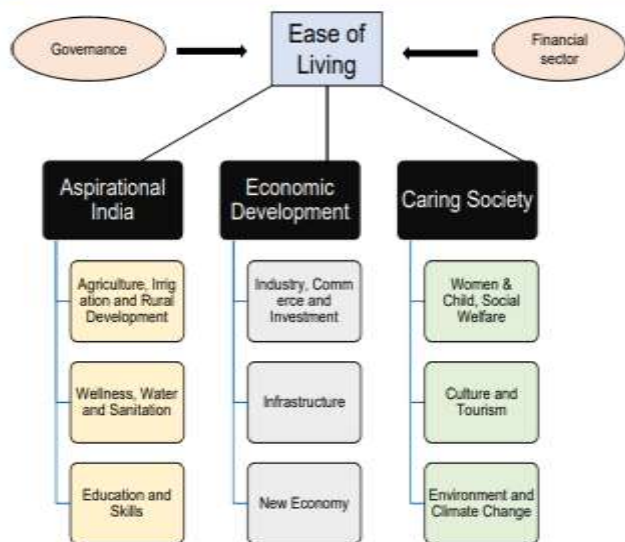 Governance
Ease of
Living
Financial
sector
Aspirational
India
Economic
Development
Caring Society
Agriculture, Irrig
ation and Rural
Development
Industry, Comm
erce and
Investment
Women &
Child, Social
Welfare
Wellness, Water
and Sanitation
Infrastructure
Culture and
Tourism
Education and
Skills
New Economy
Environment and
Climate Change